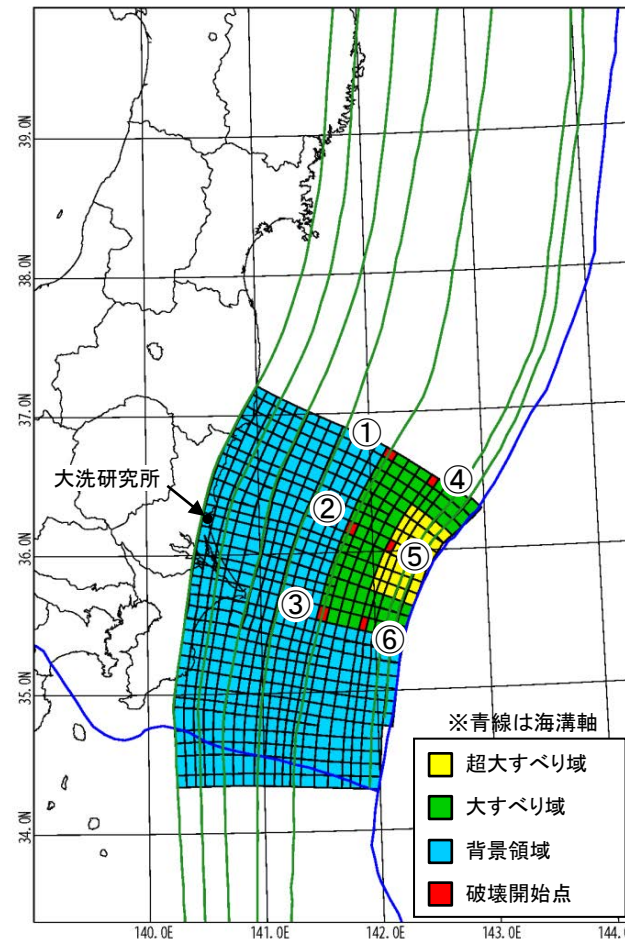 39.0N
38.0N
37.0N
①
④
大洗研究所
②
36.0N
⑤
③
⑥
35.0N
※青線は海溝軸
超大すべり域
大すべり域
34.0N
背景領域
破壊開始点
140.0E
141.0E
142.0E
143.0E
144.0